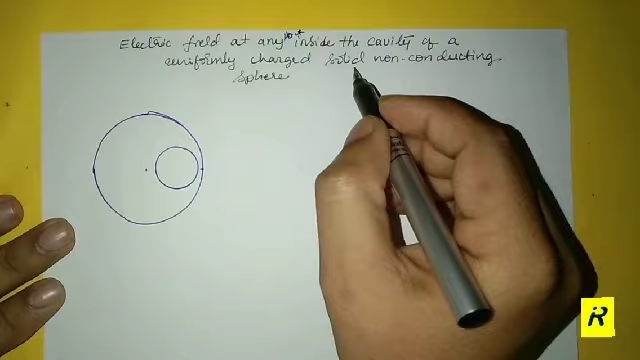 Electric field at any pt inside the cavity of a
uniformly charged solid non-conducting
sphere
R